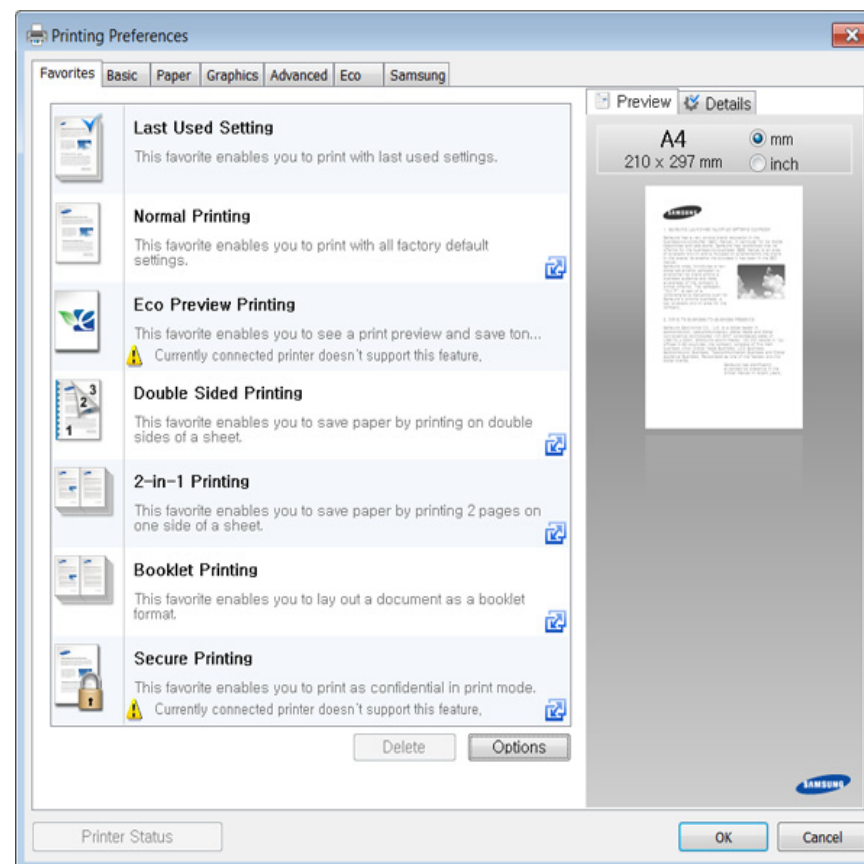 Printing Preferences
Favorites Basic Paper Graphics Advanced Eco Samsung
Last Used Setting
This favorite enables you to print with last used settings.
Normal Printing
This favorite enables you to print with all factory default
settings.
Eco Preview Printing
This favorite enables you to see a print preview and save ton...
Currently connected printer doesn't support this feature.
3
2
1
Double Sided Printing
This favorite enables you to save paper by printing on double
sides of a sheet.
2-in-1 Printing
This favorite enables you to save paper by printing 2 pages on
one side of a sheet.
Booklet Printing
This favorite enables you to lay out a document as a booklet
format.
Secure Printing
This favorite enables you to print as confidential in print mode.
Currently connected printer doesn't support this feature.
Delete Options
Preview Details
A4 mm
210 x 297 mm inch
SAMSUNG
SAMSUNG
Printer Status OK Cancel